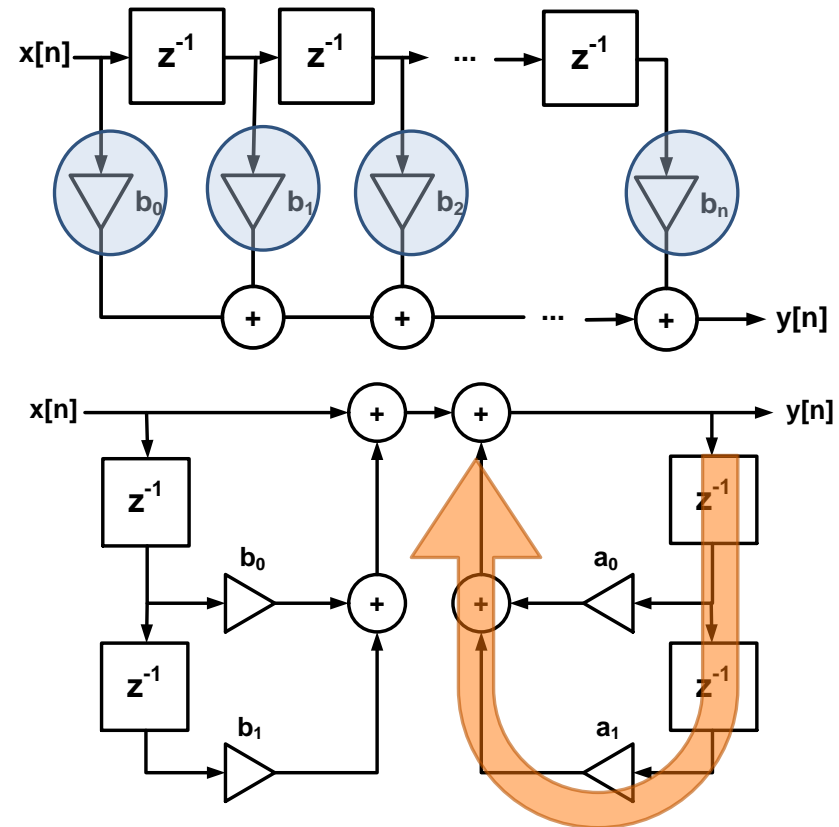 x[n] z⁻¹ z⁻¹ ... z⁻¹
b₀ b₁ b₂ bₙ
+ + ... + y[n]
x[n] + + y[n]
z⁻¹ z⁻¹
b₀ a₀
+ +
z⁻¹ z⁻¹
b₁ a₁